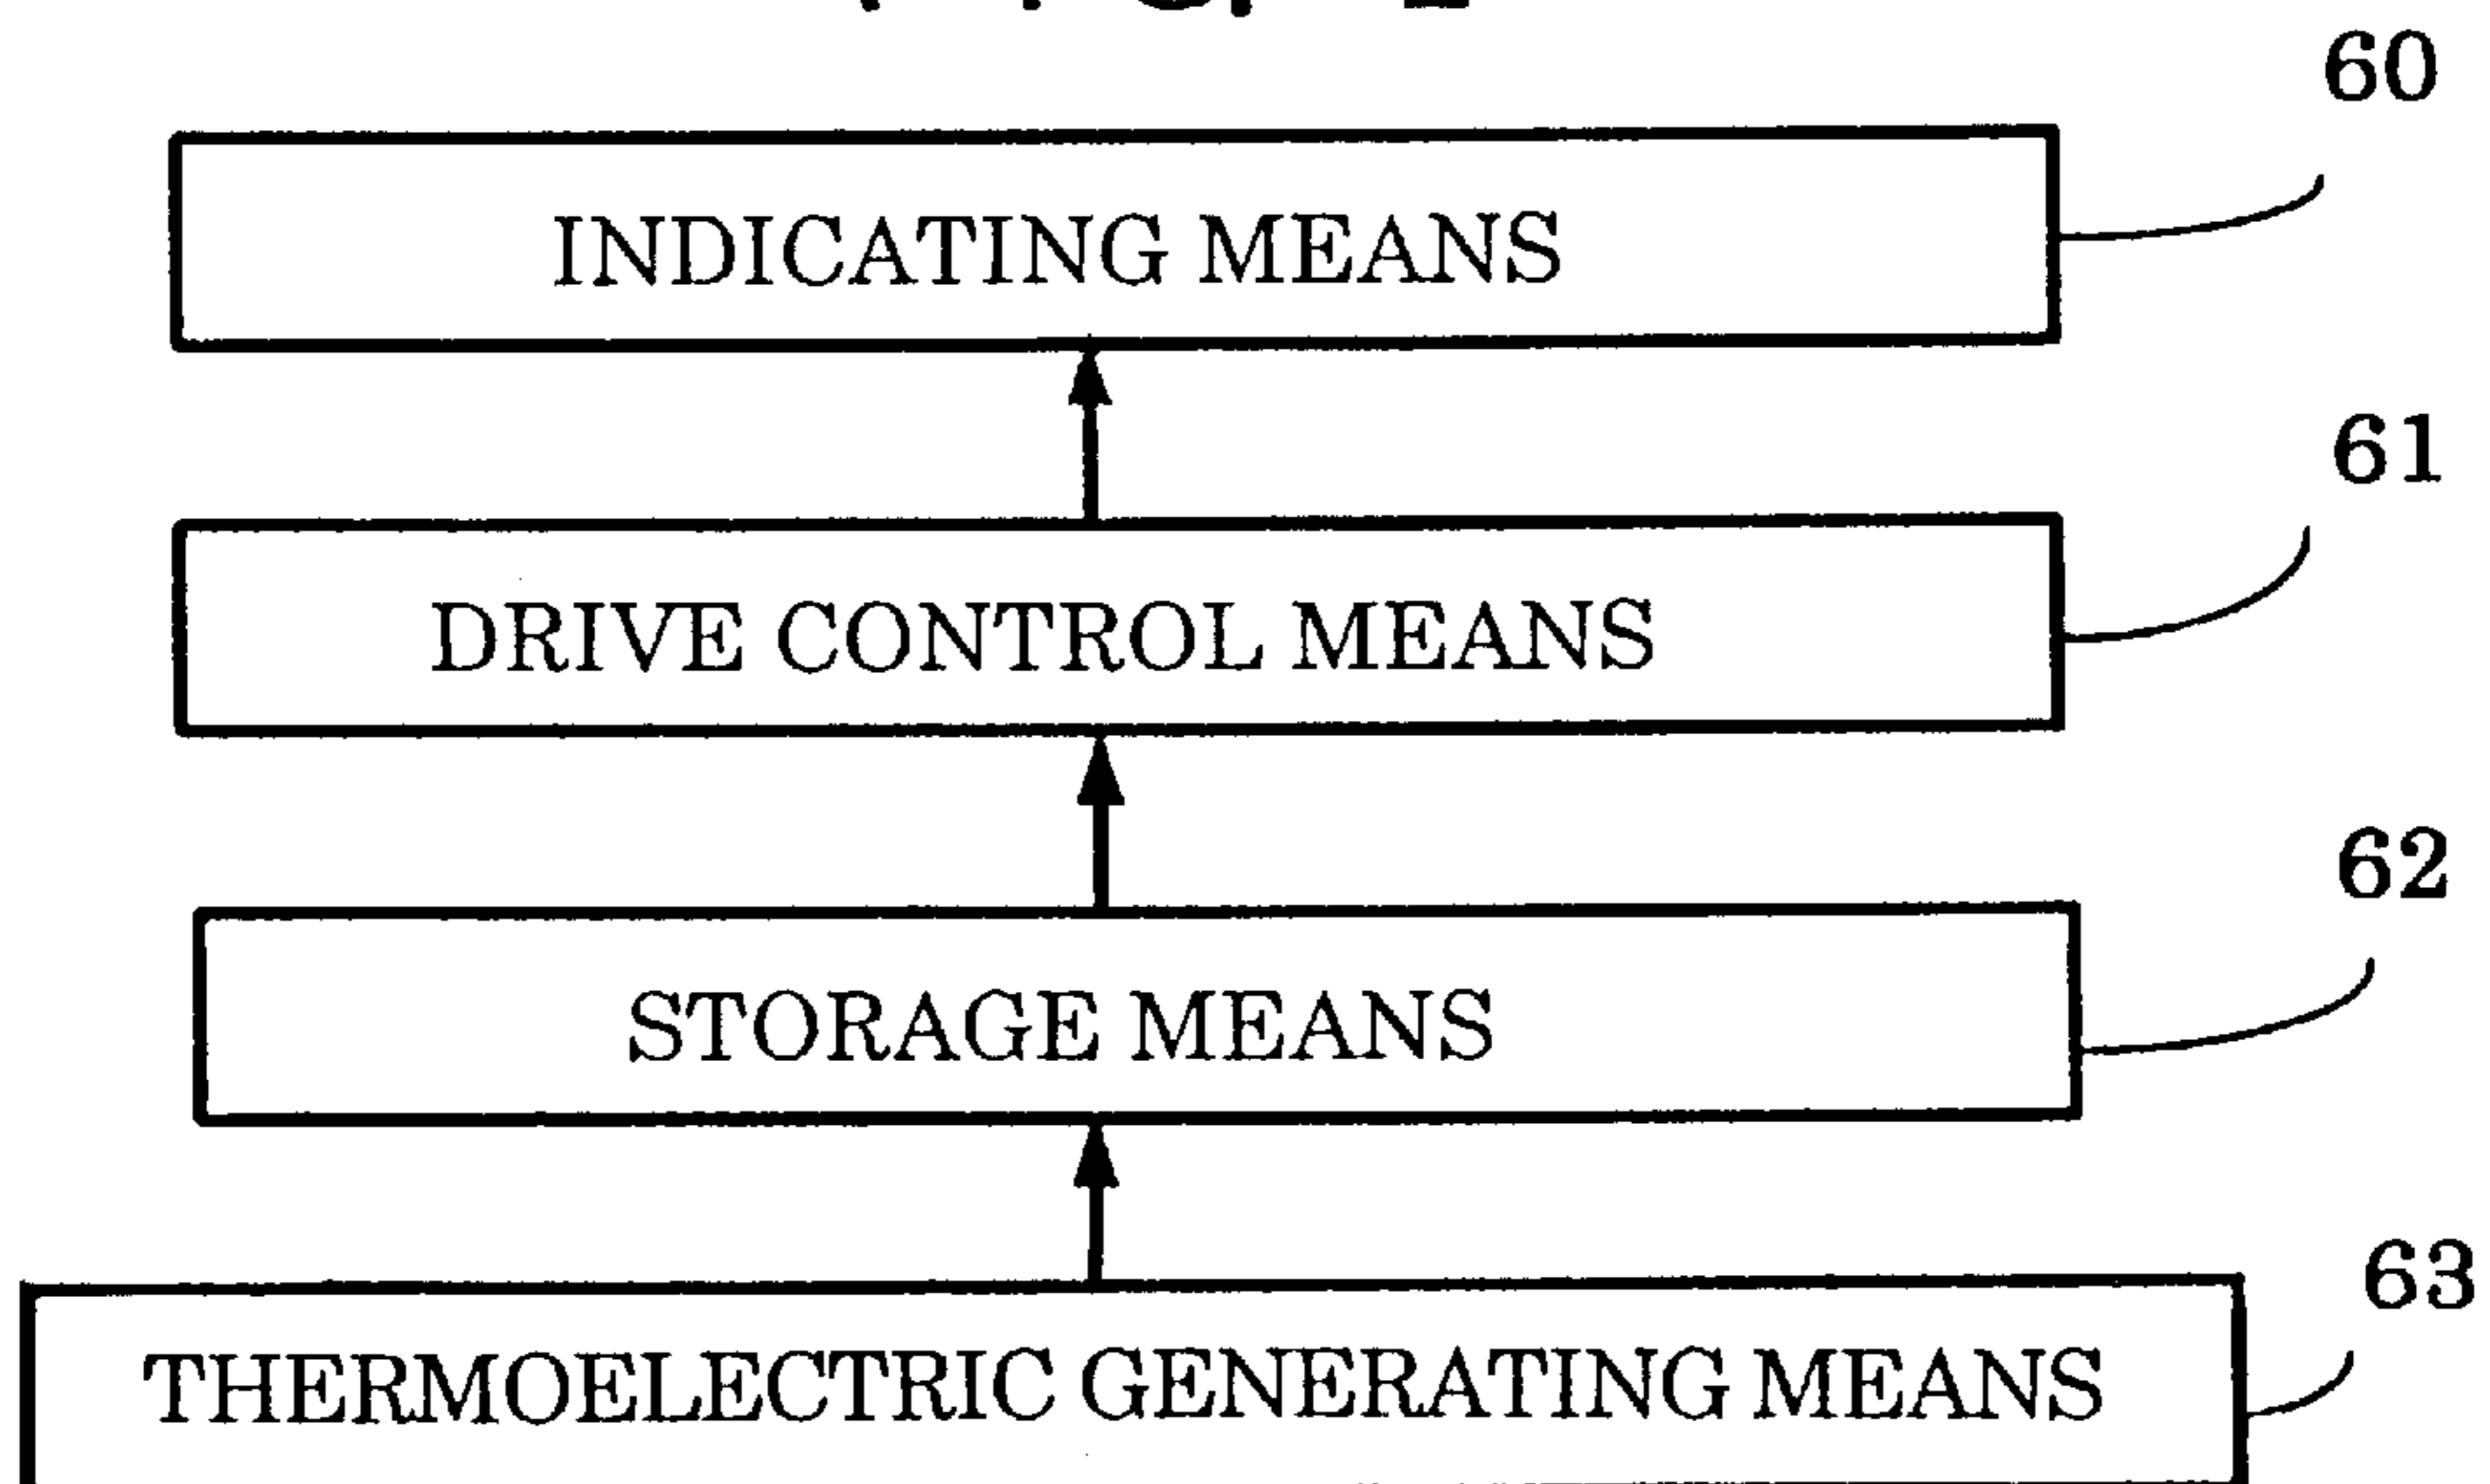 60
INDICATING MEANS
61
DRIVE CONTROL MEANS
62
STORAGE MEANS
63
THERMOELECTRIC GENERATING MEANS